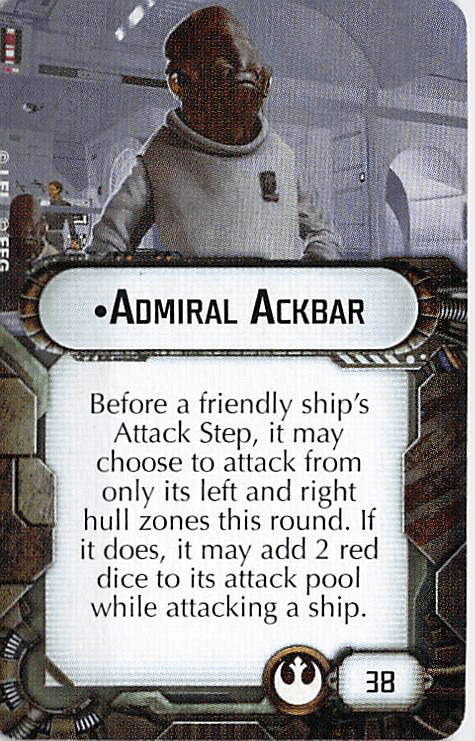 © LFL © FFG
•ADMIRAL ACKBAR
Before a friendly ship's
Attack Step, it may
choose to attack from
only its left and right
hull zones this round. If
it does, it may add 2 red
dice to its attack pool
while attacking a ship.
38